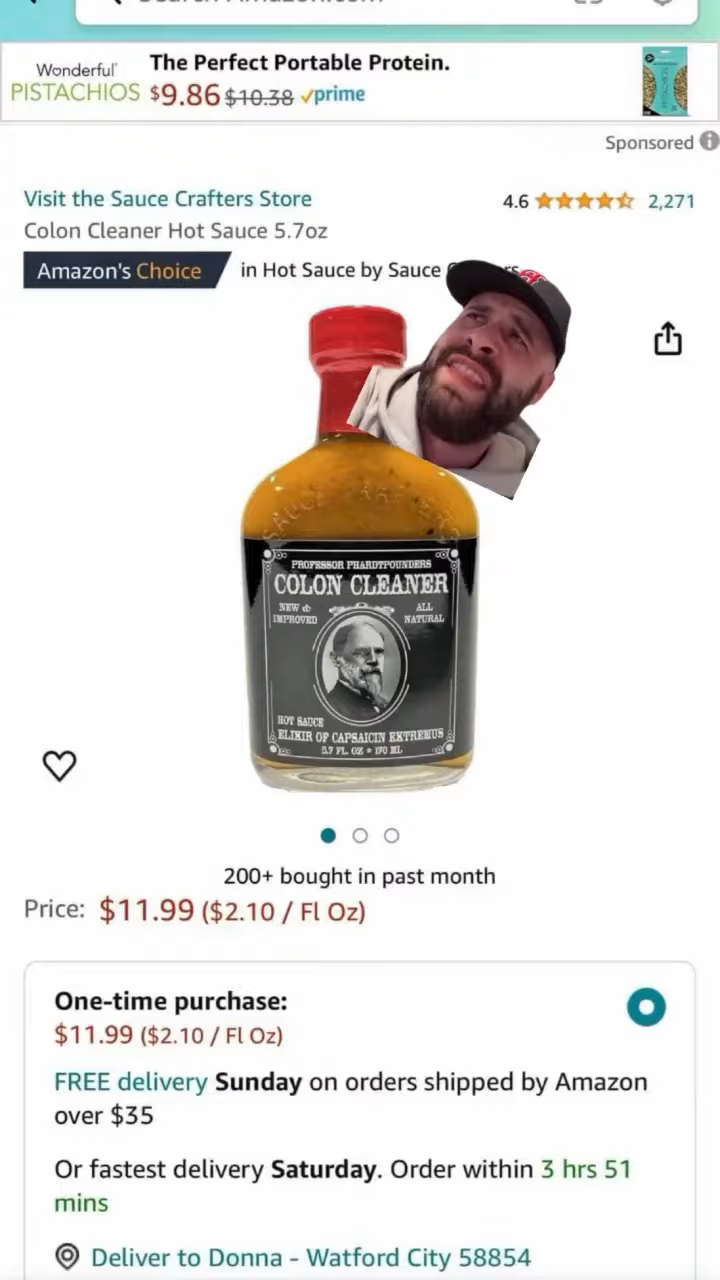 Wonderful
PISTACHIOS
The Perfect Portable Protein.
$9.86 $10.38 prime
Sponsored
Visit the Sauce Crafters Store
4.6 2,271
Colon Cleaner Hot Sauce 5.7oz
Amazon's Choice in Hot Sauce by Sauce
SAUCE CRAFTERS
PROFESSOR PHARDTPOUNDERS
COLON CLEANER
NEW &
IMPROVED
ALL
NATURAL
HOT SAUCE
ELIXIR OF CAPSAICIN EXTREMUS
5.7 FL. OZ * 170 ML
200+ bought in past month
Price: $11.99 ($2.10 / Fl Oz)
One-time purchase:
$11.99 ($2.10 / Fl Oz)
FREE delivery Sunday on orders shipped by Amazon
over $35
Or fastest delivery Saturday. Order within 3 hrs 51
mins
Deliver to Donna - Watford City 58854